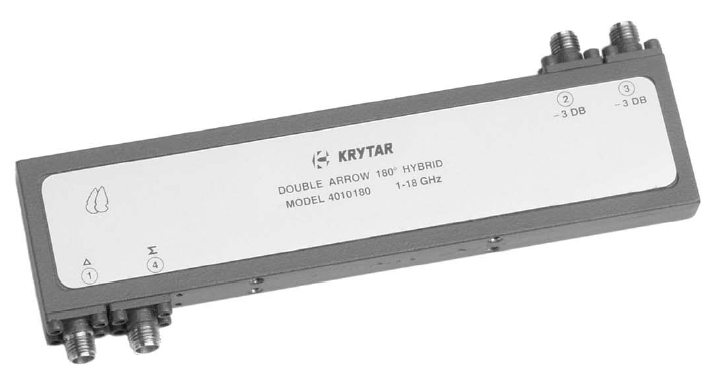 ② ③
-3 DB -3 DB
KRYTAR
DOUBLE ARROW 180° HYBRID
MODEL 4010180 1-18 GHz
Δ Σ
① ④